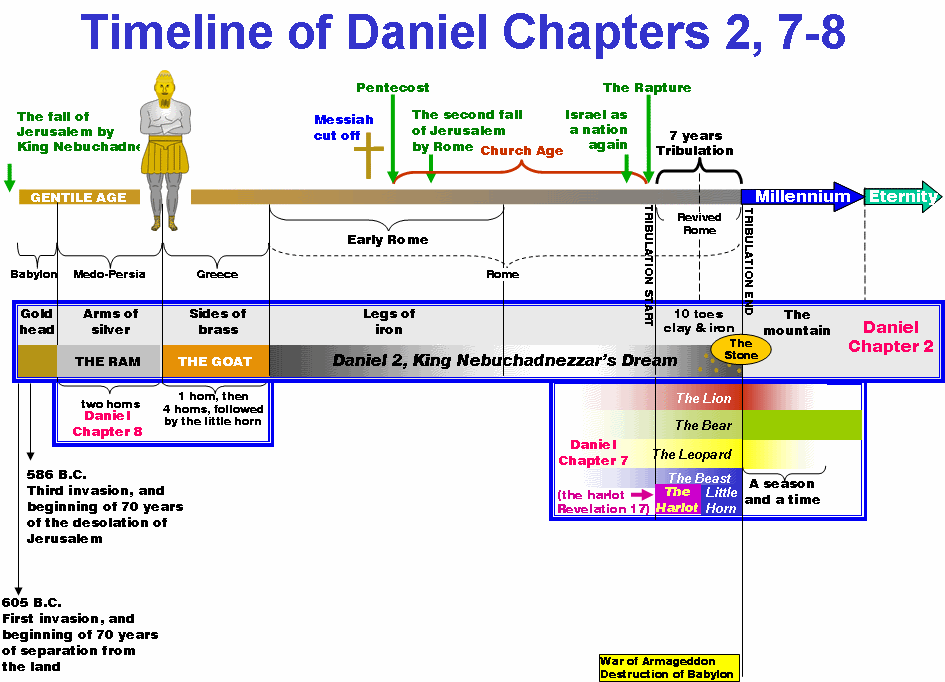 Timeline of Daniel Chapters 2, 7-8
The fall of
Jerusalem by
King Nebuchadne
Messiah
cut off
Pentecost
The second fall
of Jerusalem
by Rome
Church Age
Israel as
a nation
again
The Rapture
7 years
Tribulation
GENTILE AGE
Millennium
Eternity
Early Rome
Revived
Rome
TRIBULATION START
TRIBULATION END
Babylon
Medo-Persia
Greece
Rome
Gold
head
Arms of
silver
Sides of
brass
Legs of
iron
10 toes
clay & iron
The
mountain
Daniel
Chapter 2
THE RAM
THE GOAT
Daniel 2, King Nebuchadnezzar's Dream
The
Stone
two horns
Daniel
Chapter 8
1 horn, then
4 horns, followed
by the little horn
The Lion
The Bear
Daniel
Chapter 7
The Leopard
The Beast
(the harlot
Revelation 17)
The
Harlot
Little
Horn
A season
and a time
586 B.C.
Third invasion, and
beginning of 70 years
of the desolation of
Jerusalem
605 B.C.
First invasion, and
beginning of 70 years
of separation from
the land
War of Armageddon
Destruction of Babylon